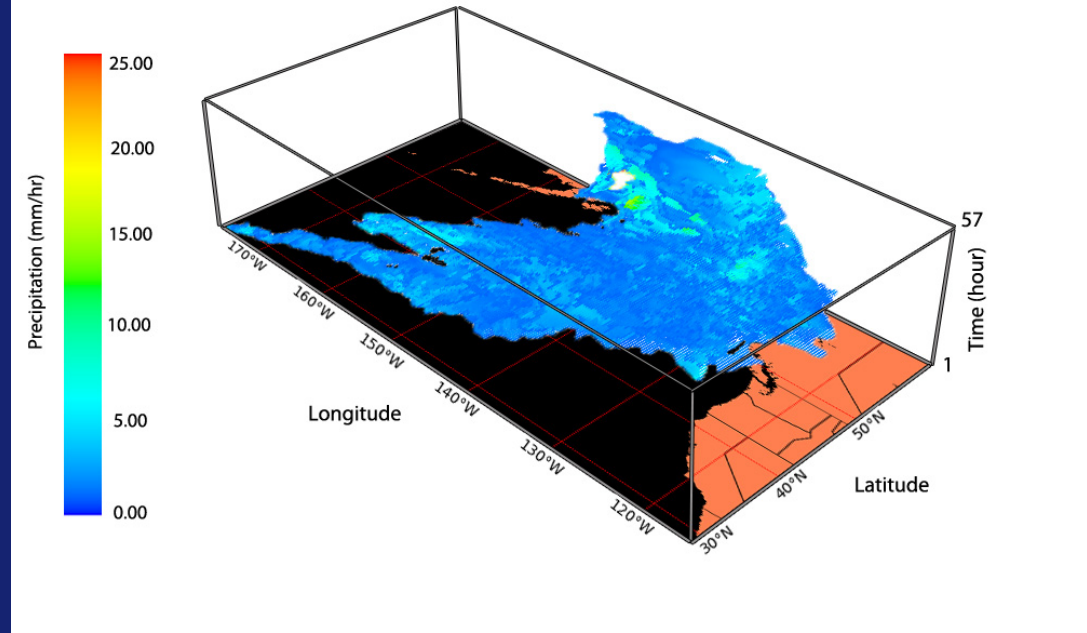 25.00
20.00
15.00
10.00
5.00
0.00
Precipitation (mm/hr)
170°W
160°W
150°W
140°W
130°W
120°W
Longitude
30°N
40°N
50°N
Latitude
57
1
Time (hour)